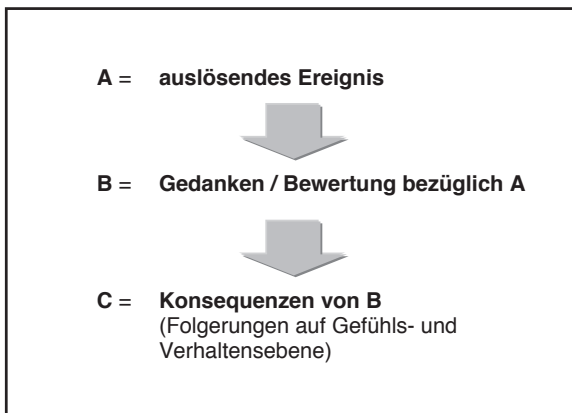 A = auslösendes Ereignis
B = Gedanken / Bewertung bezüglich A
C = Konsequenzen von B
(Folgerungen auf Gefühls- und
Verhaltensebene)